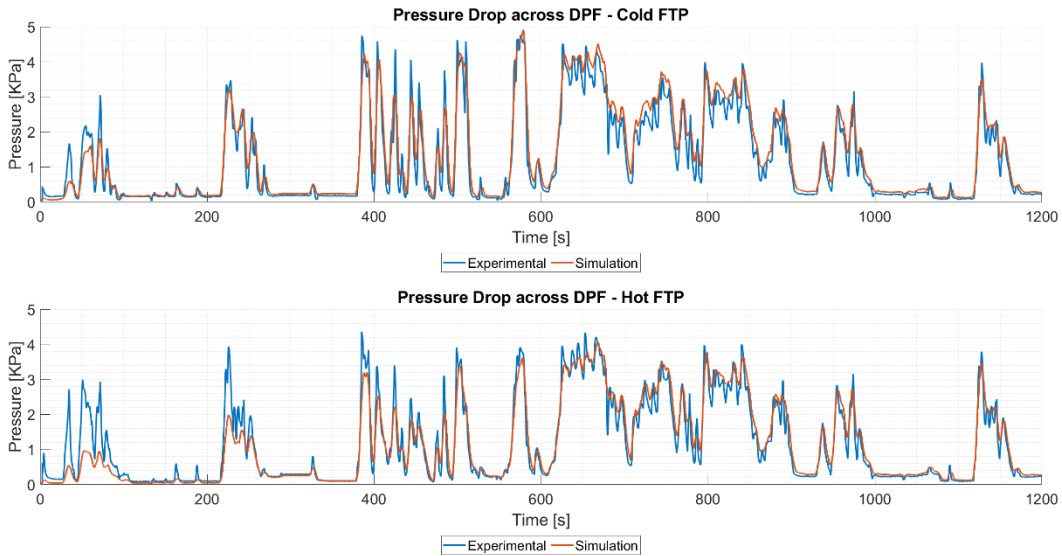 Pressure Drop across DPF - Cold FTP
Pressure [KPa]
5
4
3
2
1
0
0 200 400 600 800 1000 1200
Time [s]
Experimental Simulation
Pressure Drop across DPF - Hot FTP
Pressure [KPa]
5
4
3
2
1
0
0 200 400 600 800 1000 1200
Time [s]
Experimental Simulation